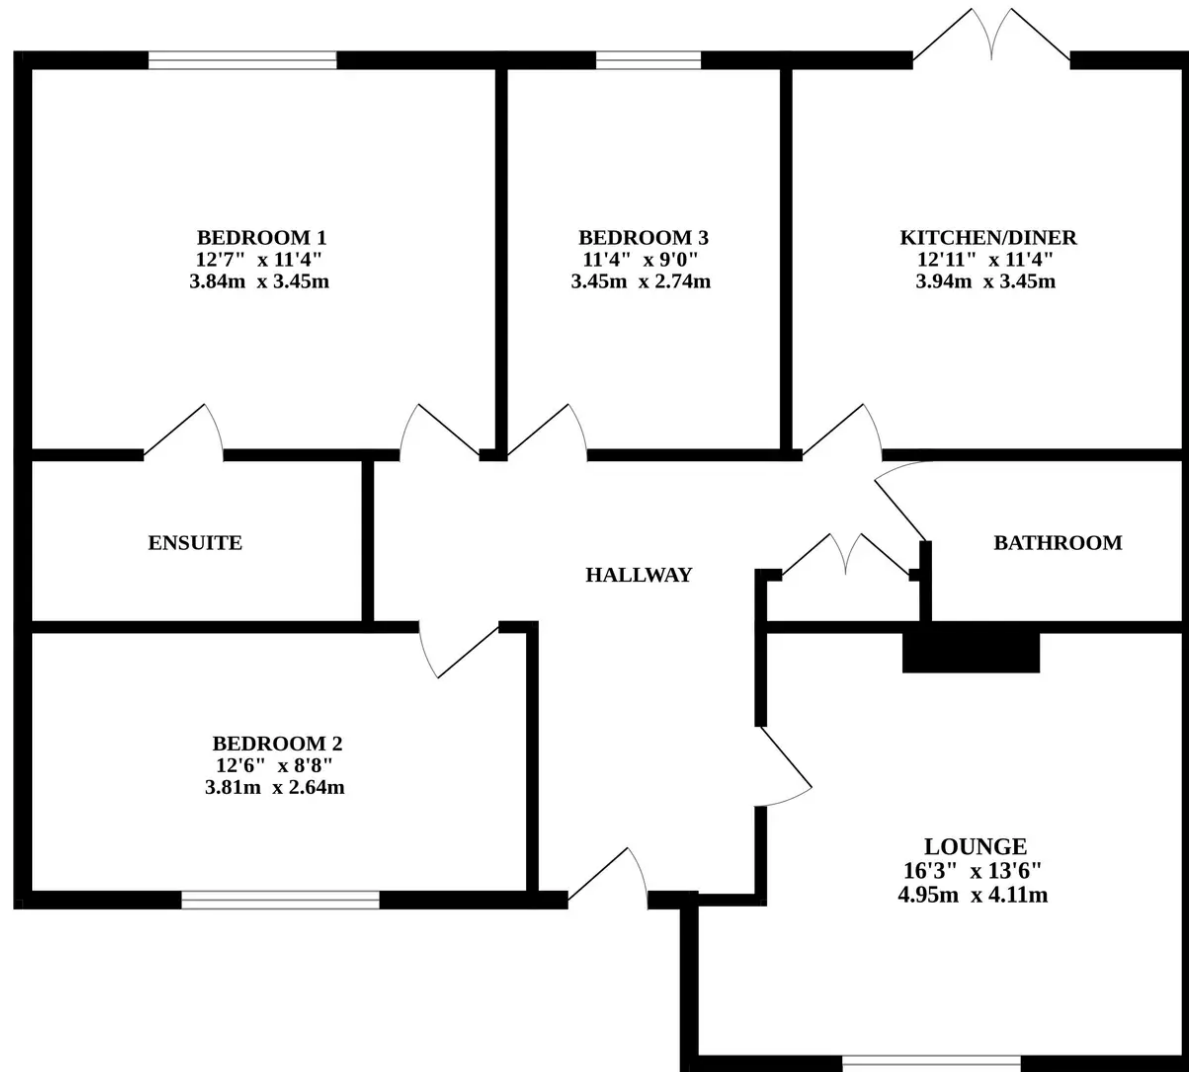 BEDROOM 1
12'7" x 11'4"
3.84m x 3.45m
BEDROOM 3
11'4" x 9'0"
3.45m x 2.74m
KITCHEN/DINER
12'11" x 11'4"
3.94m x 3.45m
ENSUITE
HALLWAY
BATHROOM
BEDROOM 2
12'6" x 8'8"
3.81m x 2.64m
LOUNGE
16'3" x 13'6"
4.95m x 4.11m